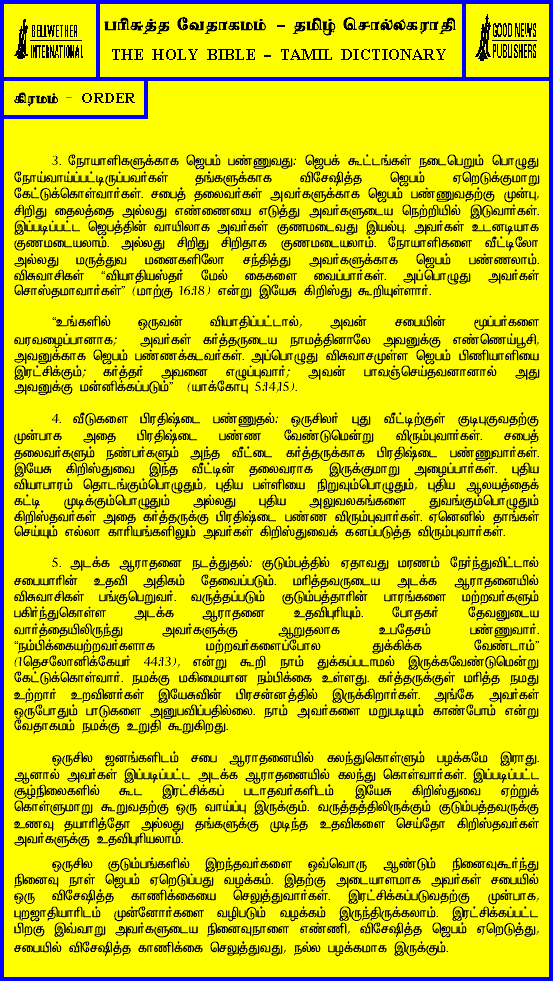 BELLWETHER
INTERNATIONAL
பரிசுத்த வேதாகமம் – தமிழ் சொல்லகராதி
THE HOLY BIBLE – TAMIL DICTIONARY
GOOD NEWS
PUBLISHERS
கிரமம் – ORDER
3. நோயாளிகளுக்காக ஜெபம் பண்ணுவது: ஜெபக் கூட்டங்கள் நடைபெறும் பொழுது
நோய்வாய்ப்பட்டிருப்பவர்கள் தங்களுக்காக விசேஷித்த ஜெபம் ஏறெடுக்குமாறு
கேட்டுக்கொள்வார்கள். சபைத் தலைவர்கள் அவர்களுக்காக ஜெபம் பண்ணுவதற்கு முன்பு,
சிறிது தைலத்தை அல்லது எண்ணையை எடுத்து அவர்களுடைய நெற்றியில் இடுவார்கள்.
இப்படிப்பட்ட ஜெபத்தின் வாயிலாக அவர்கள் குணமடைவது இயல்பு. அவர்கள் உடனடியாக
குணமடையலாம். அல்லது சிறிது சிறிதாக குணமடையலாம். நோயாளிகளை வீட்டிலோ
அல்லது மருத்துவ மனைகளிலோ சந்தித்து அவர்களுக்காக ஜெபம் பண்ணலாம்.
விசுவாசிகள் “வியாதியஸ்தர் மேல் கைகளை வைப்பார்கள். அப்பொழுது அவர்கள்
சொஸ்தமாவார்கள்” (மாற்கு 16:18) என்று இயேசு கிறிஸ்து கூறியுள்ளார்.
“உங்களில் ஒருவன் வியாதிப்பட்டால், அவன் சபையின் மூப்பர்களை
வரவழைப்பானாக; அவர்கள் கர்த்தருடைய நாமத்தினாலே அவனுக்கு எண்ணெய்பூசி,
அவனுக்காக ஜெபம் பண்ணக்கடவர்கள். அப்பொழுது விசுவாசமுள்ள ஜெபம் பிணியாளியை
இரட்சிக்கும்; கர்த்தர் அவனை எழுப்புவார்; அவன் பாவஞ்செய்தவனானால் அது
அவனுக்கு மன்னிக்கப்படும்” (யாக்கோபு 5:14,15).
4. வீடுகளை பிரதிஷ்டை பண்ணுதல்: ஒருசிலர் புது வீட்டிற்குள் குடிபுகுவதற்கு
முன்பாக அதை பிரதிஷ்டை பண்ண வேண்டுமென்று விரும்புவார்கள். சபைத்
தலைவர்களும் நண்பர்களும் அந்த வீட்டை கர்த்தருக்காக பிரதிஷ்டை பண்ணுவார்கள்.
இயேசு கிறிஸ்துவை இந்த வீட்டின் தலைவராக இருக்குமாறு அழைப்பார்கள். புதிய
வியாபாரம் தொடங்கும்பொழுதும், புதிய பள்ளியை நிறுவும்பொழுதும், புதிய ஆலயத்தைக்
கட்டி முடிக்கும்பொழுதும் அல்லது புதிய அலுவலகங்களை துவங்கும்பொழுதும்
கிறிஸ்தவர்கள் அதை கர்த்தருக்கு பிரதிஷ்டை பண்ண விரும்புவார்கள். ஏனெனில் தாங்கள்
செய்யும் எல்லா காரியங்களிலும் அவர்கள் கிறிஸ்துவைக் கனப்படுத்த விரும்புவார்கள்.
5. அடக்க ஆராதனை நடத்துதல்: குடும்பத்தில் ஏதாவது மரணம் நேர்ந்துவிட்டால்
சபையாரின் உதவி அதிகம் தேவைப்படும். மரித்தவருடைய அடக்க ஆராதனையில்
விசுவாசிகள் பங்குபெறுவர். வருத்தப்படும் குடும்பத்தாரின் பாரங்களை மற்றவர்களும்
பகிர்ந்துகொள்ள அடக்க ஆராதனை உதவிபுரியும். போதகர் தேவனுடைய
வார்த்தையிலிருந்து அவர்களுக்கு ஆறுதலாக உபதேசம் பண்ணுவார்.
“நம்பிக்கையற்றவர்களாக மற்றவர்களைப்போல துக்கிக்க வேண்டாம்”
(1தெசலோனிக்கேயர் 4:4:13), என்று கூறி நாம் துக்கப்படாமல் இருக்கவேண்டுமென்று
கேட்டுக்கொள்வார். நமக்கு மகிமையான நம்பிக்கை உள்ளது. கர்த்தருக்குள் மரித்த நமது
உற்றார் உறவினர்கள் இயேசுவின் பிரசன்னத்தில் இருக்கிறார்கள். அங்கே அவர்கள்
ஒருபோதும் பாடுகளை அனுபவிப்பதில்லை. நாம் அவர்களை மறுபடியும் காண்போம் என்று
வேதாகமம் நமக்கு உறுதி கூறுகிறது.
ஒருசில ஜனங்களிடம் சபை ஆராதனையில் கலந்துகொள்ளும் பழக்கமே இராது.
ஆனால் அவர்கள் இப்படிப்பட்ட அடக்க ஆராதனையில் கலந்து கொள்வார்கள். இப்படிப்பட்ட
சூழ்நிலைகளில் கூட இரட்சிக்கப் படாதவர்களிடம் இயேசு கிறிஸ்துவை ஏற்றுக்
கொள்ளுமாறு கூறுவதற்கு ஒரு வாய்ப்பு இருக்கும். வருத்தத்திலிருக்கும் குடும்பத்தவருக்கு
உணவு தயாரித்தோ அல்லது தங்களுக்கு முடிந்த உதவிகளை செய்தோ கிறிஸ்தவர்கள்
அவர்களுக்கு உதவிபுரியலாம்.
ஒருசில குடும்பங்களில் இறந்தவர்களை ஒவ்வொரு ஆண்டும் நினைவுகூர்ந்து
நினைவு நாள் ஜெபம் ஏறெடுப்பது வழக்கம். இதற்கு அடையாளமாக அவர்கள் சபையில்
ஒரு விசேஷித்த காணிக்கையை செலுத்துவார்கள். இரட்சிக்கப்படுவதற்கு முன்பாக,
புறஜாதியாரிடம் முன்னோர்களை வழிபடும் வழக்கம் இருந்திருக்கலாம். இரட்சிக்கப்பட்ட
பிறகு இவ்வாறு அவர்களுடைய நினைவுநாளை எண்ணி, விசேஷித்த ஜெபம் ஏறெடுத்து,
சபையில் விசேஷித்த காணிக்கை செலுத்துவது, நல்ல பழக்கமாக இருக்கும்.